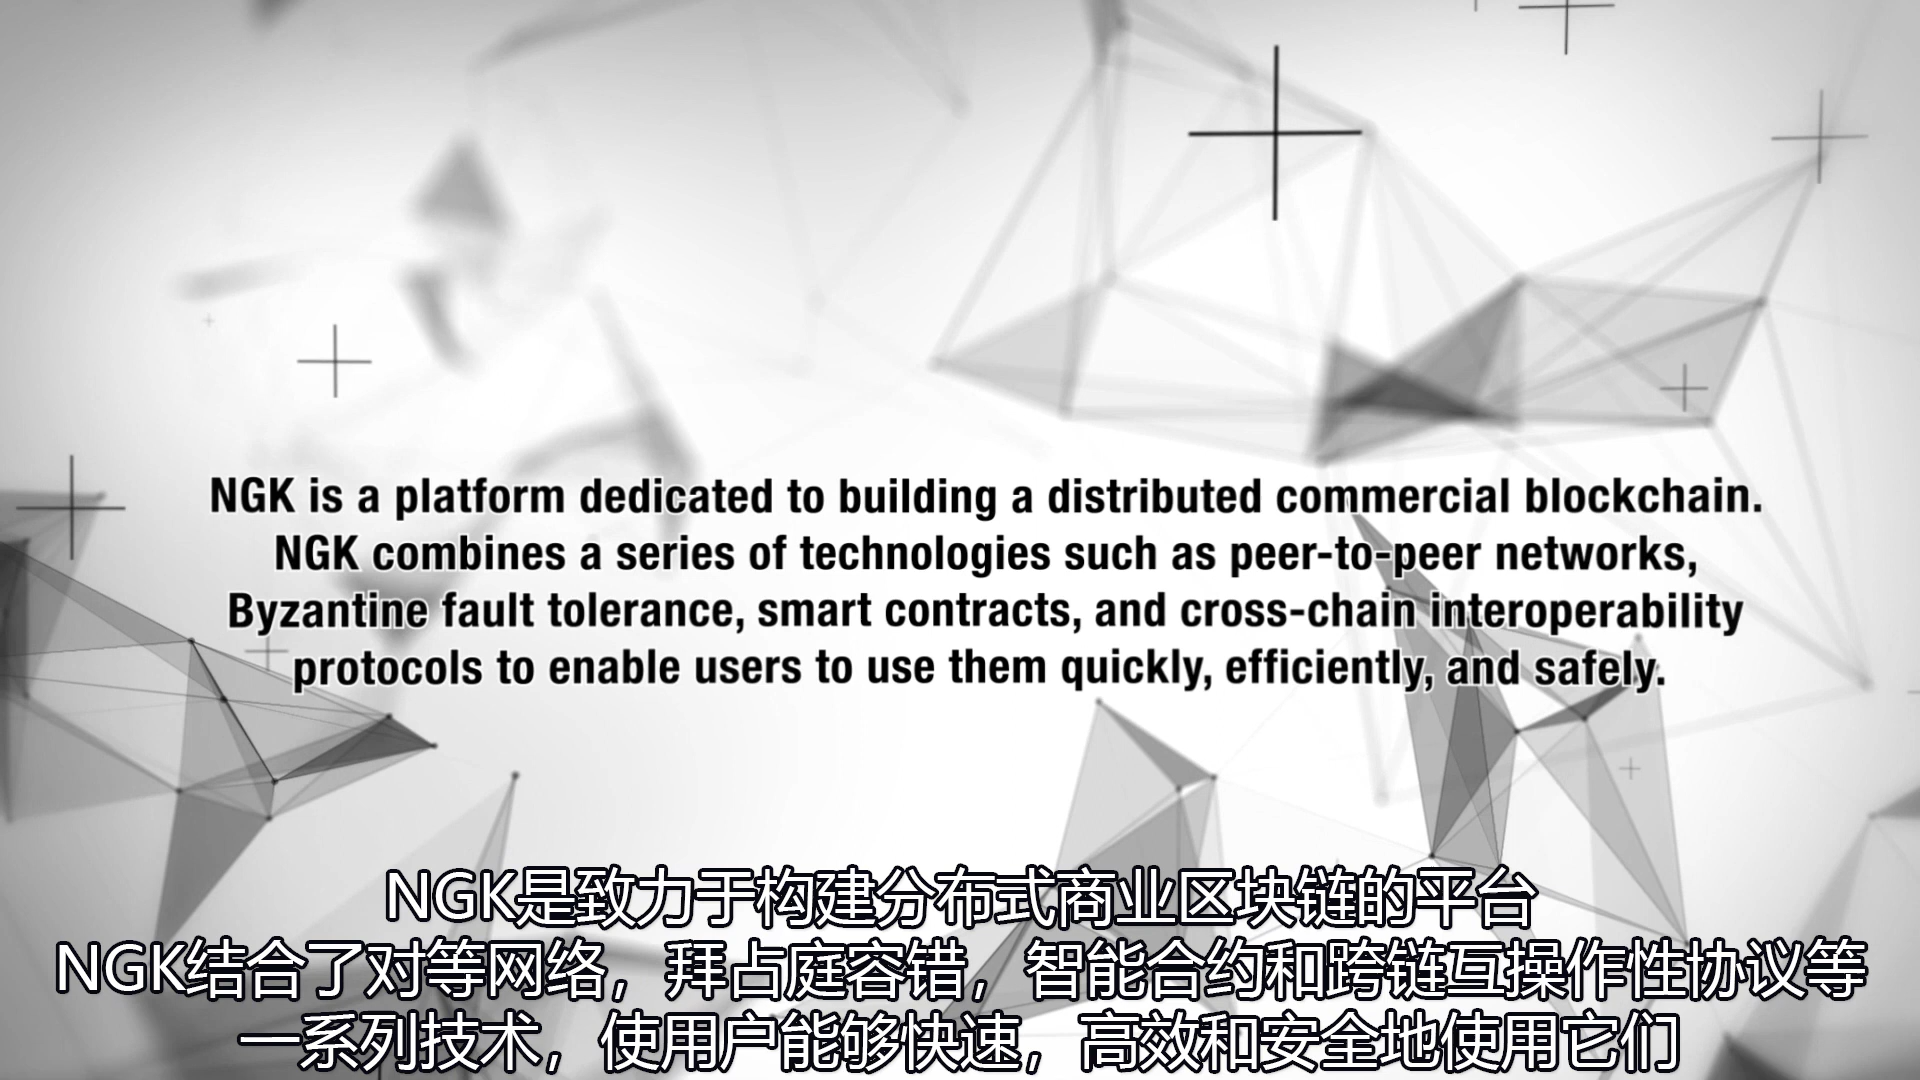 NGK is a platform dedicated to building a distributed commercial blockchain.
NGK combines a series of technologies such as peer-to-peer networks,
Byzantine fault tolerance, smart contracts, and cross-chain interoperability
protocols to enable users to use them quickly, efficiently, and safely.
NGK是致力于构建分布式商业区块链的平台
NGK结合了对等网络，拜占庭容错，智能合约和跨链互操作性协议等
一系列技术，使用户能够快速，高效和安全地使用它们